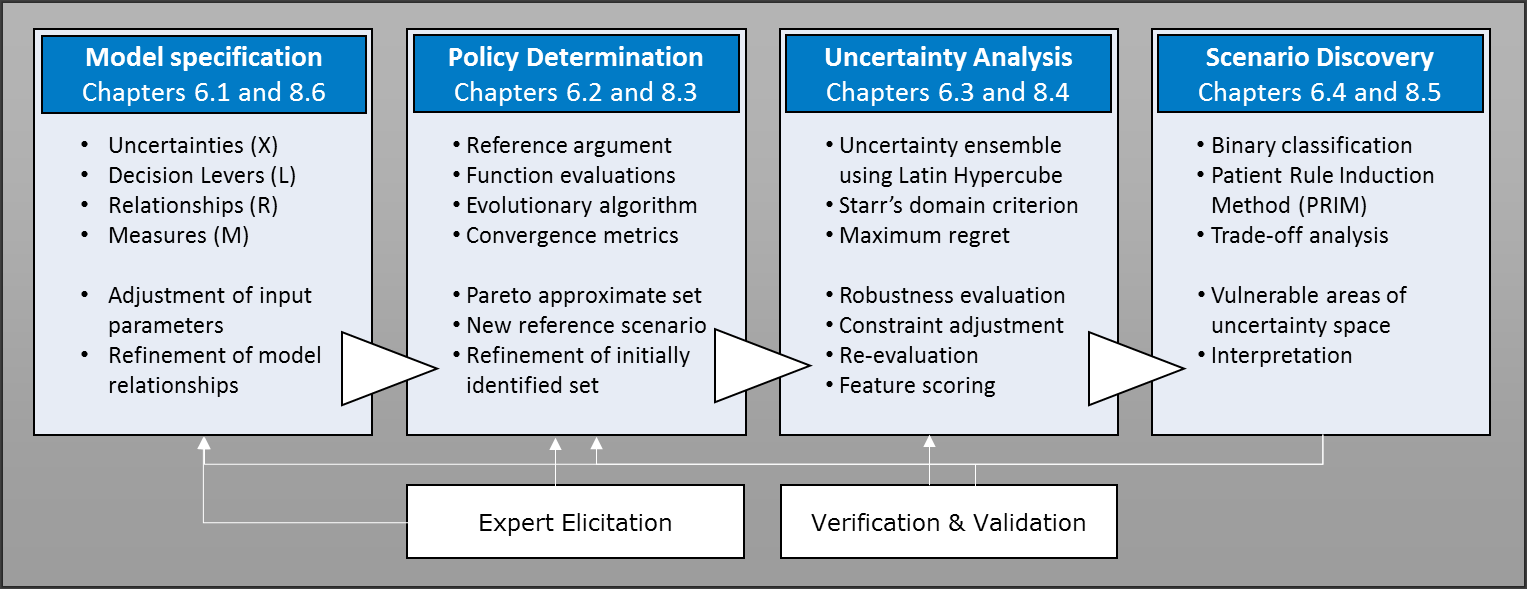 Model specification
Chapters 6.1 and 8.6
• Uncertainties (X)
• Decision Levers (L)
• Relationships (R)
• Measures (M)
• Adjustment of input
parameters
• Refinement of model
relationships
Policy Determination
Chapters 6.2 and 8.3
• Reference argument
• Function evaluations
• Evolutionary algorithm
• Convergence metrics
• Pareto approximate set
• New reference scenario
• Refinement of initially
identified set
Uncertainty Analysis
Chapters 6.3 and 8.4
• Uncertainty ensemble
using Latin Hypercube
• Starr’s domain criterion
• Maximum regret
• Robustness evaluation
• Constraint adjustment
• Re-evaluation
• Feature scoring
Scenario Discovery
Chapters 6.4 and 8.5
• Binary classification
• Patient Rule Induction
Method (PRIM)
• Trade-off analysis
• Vulnerable areas of
uncertainty space
• Interpretation
Expert Elicitation
Verification & Validation